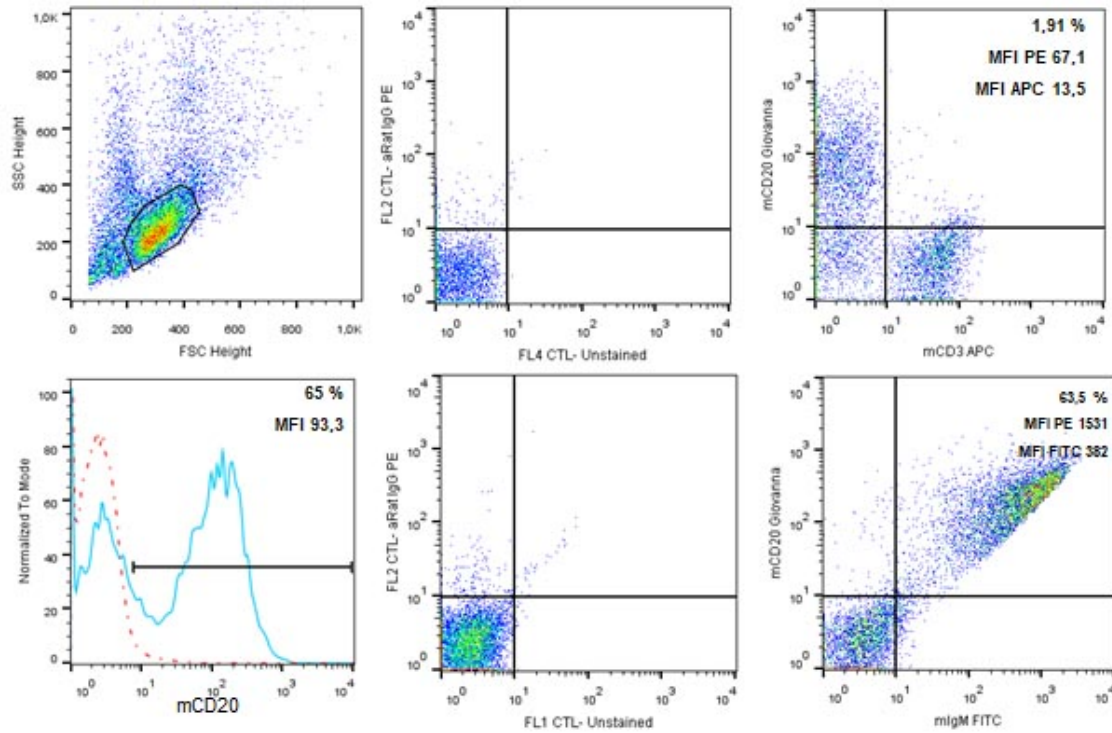 1,0K
800
600
400
200
0
SSC Height
0 200 400 600 800 1,0K
FSC Height
10^4
10^3
10^2
10^1
10^0
FL2 CTL- aRat IgG PE
10^0 10^1 10^2 10^3 10^4
FL4 CTL- Unstained
1,91 %
MFI PE 67,1
MFI APC 13,5
10^4
10^3
10^2
10^1
10^0
mCD20 Giovanna
10^0 10^1 10^2 10^3 10^4
mCD3 APC
65 %
MFI 93,3
100
80
60
40
20
0
Normalized To Mode
10^0 10^1 10^2 10^3 10^4
mCD20
10^4
10^3
10^2
10^1
10^0
FL2 CTL- aRat IgG PE
10^0 10^1 10^2 10^3 10^4
FL1 CTL- Unstained
63,5 %
MFI PE 1531
MFI FITC 382
10^4
10^3
10^2
10^1
10^0
mCD20 Giovanna
10^0 10^1 10^2 10^3 10^4
mIgM FITC